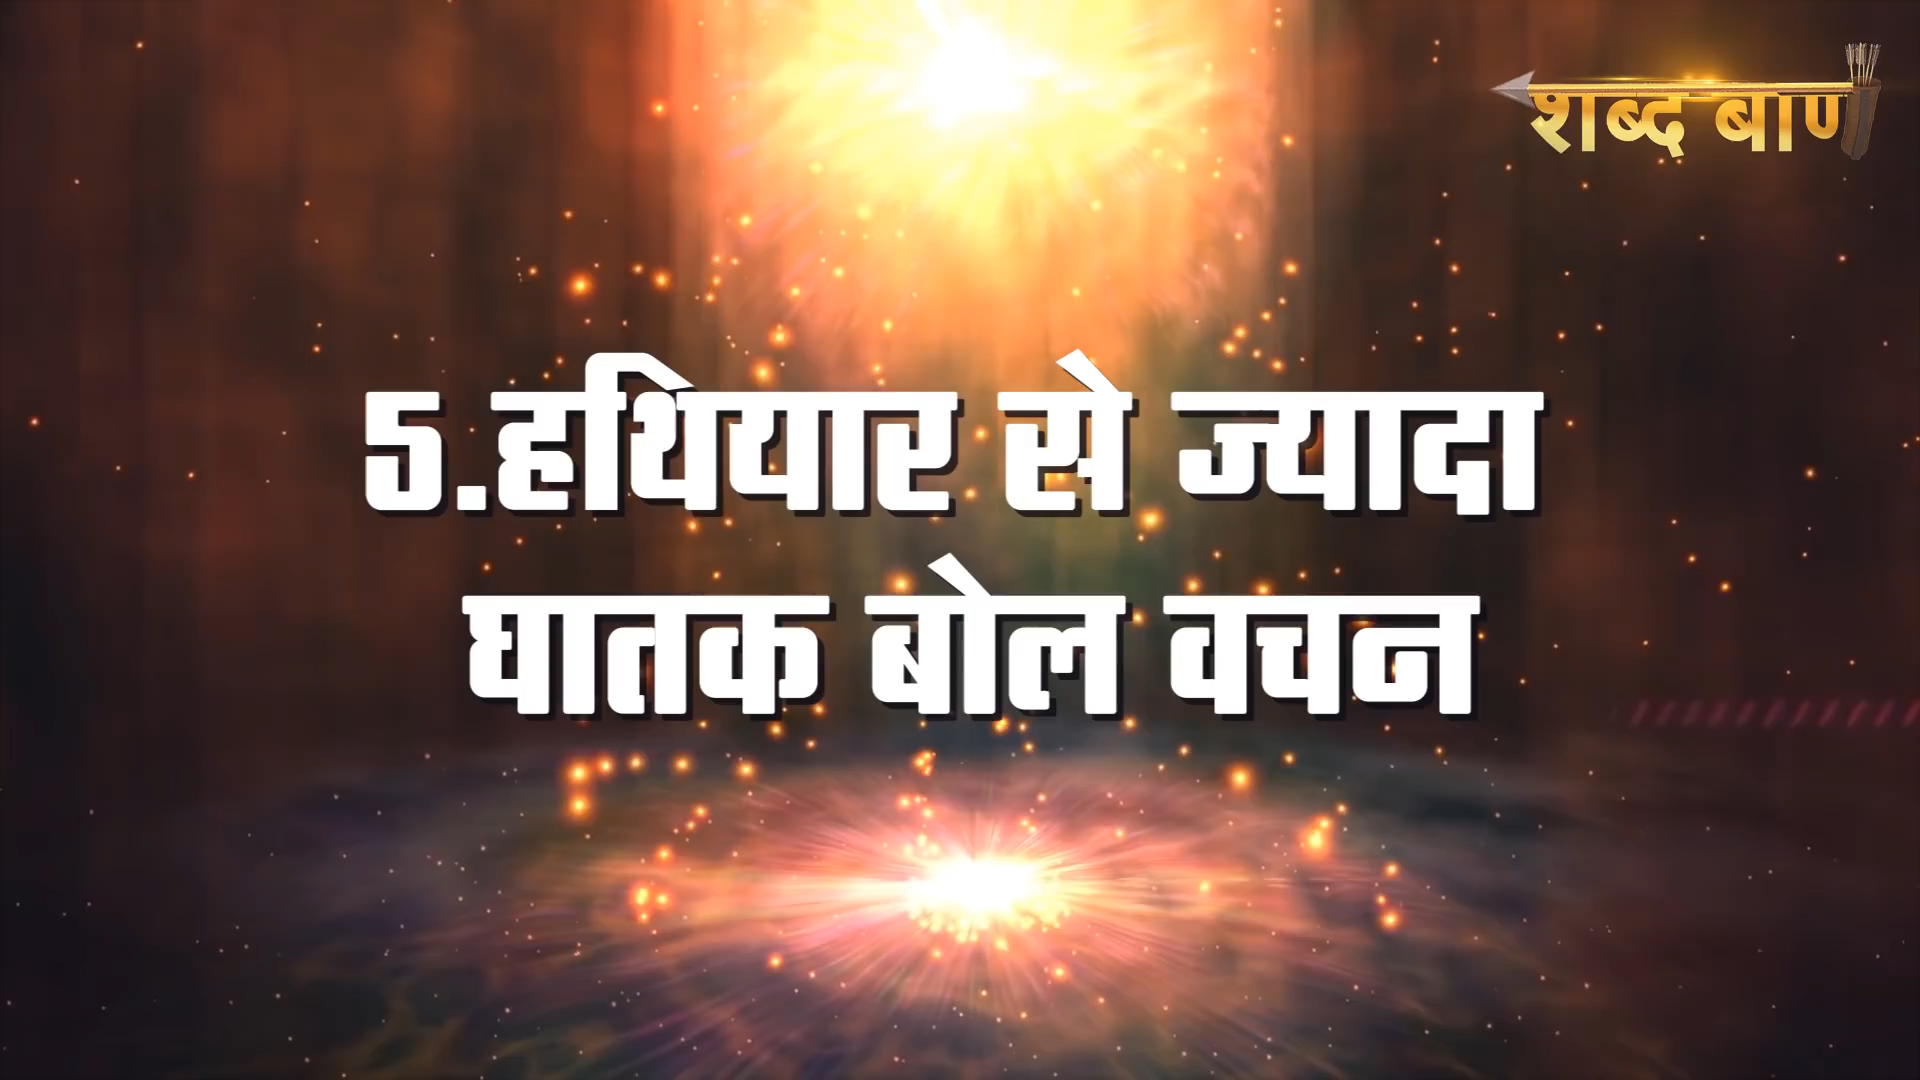 शब्द बाण
5.हथियार से ज्यादा
घातक बोल वचन